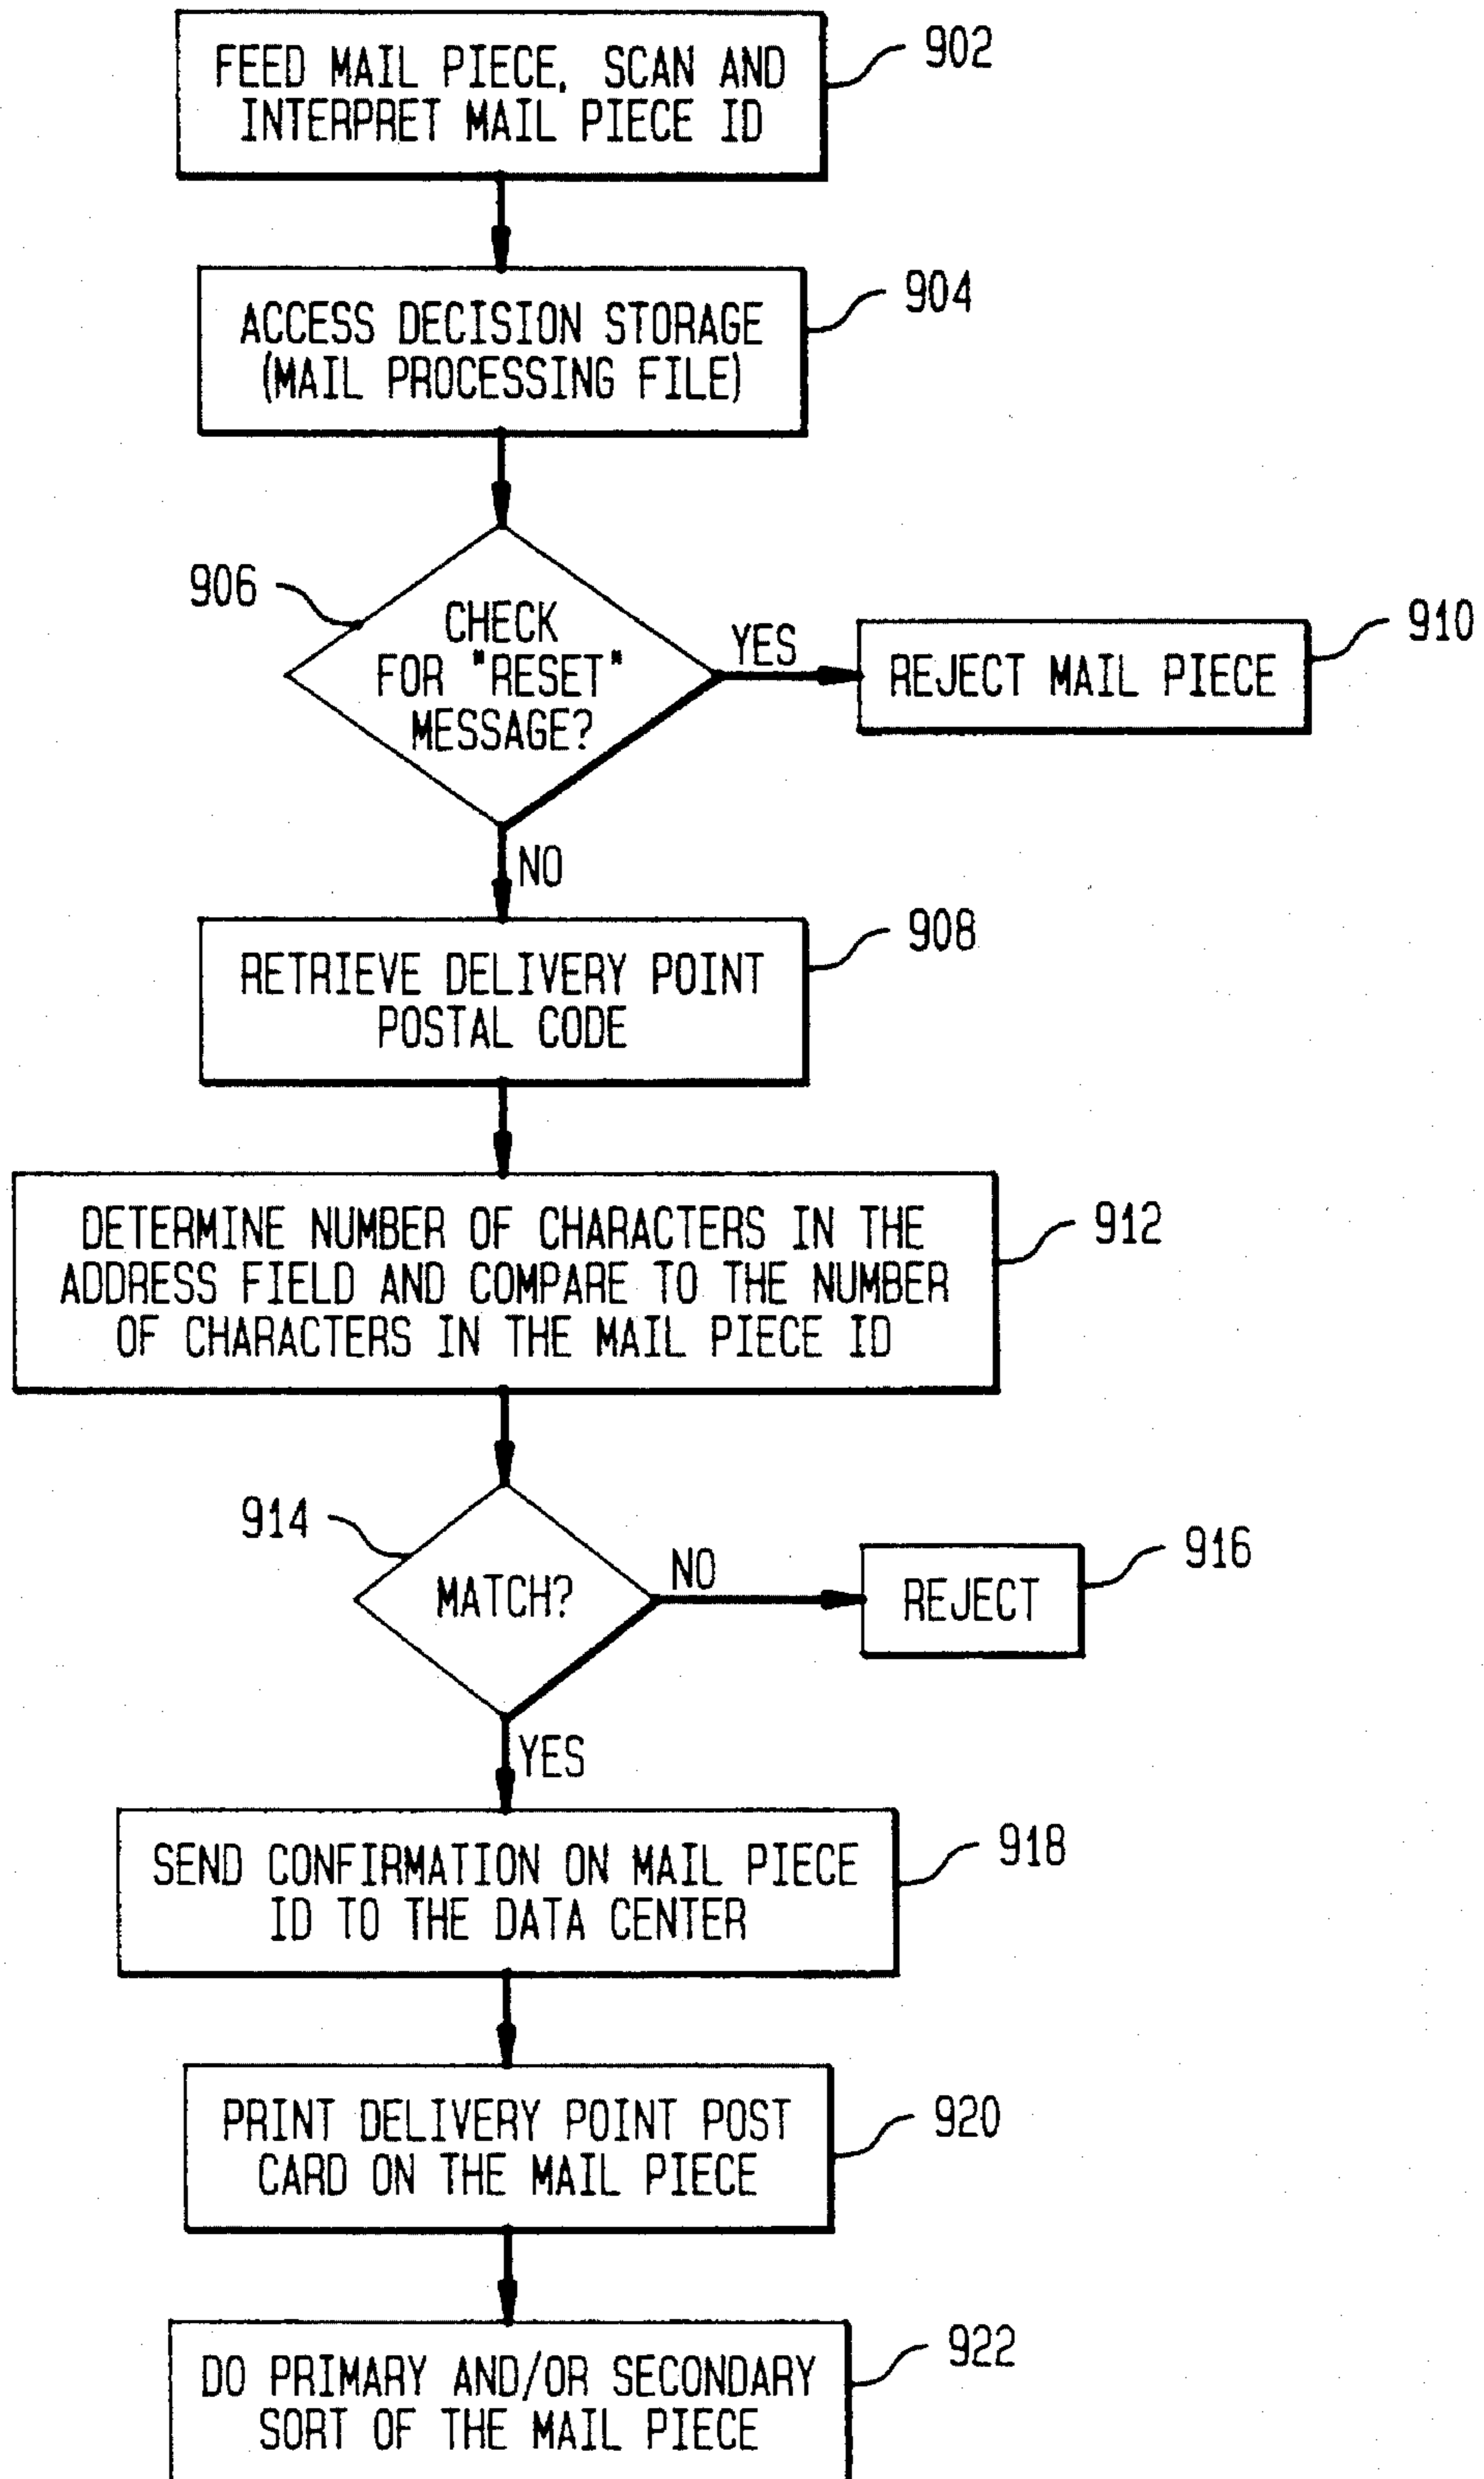 FEED MAIL PIECE, SCAN AND
INTERPRET MAIL PIECE ID
902
ACCESS DECISION STORAGE
(MAIL PROCESSING FILE)
904
906
CHECK
FOR "RESET"
MESSAGE?
YES
REJECT MAIL PIECE
910
NO
RETRIEVE DELIVERY POINT
POSTAL CODE
908
DETERMINE NUMBER OF CHARACTERS IN THE
ADDRESS FIELD AND COMPARE TO THE NUMBER
OF CHARACTERS IN THE MAIL PIECE ID
912
914
MATCH?
NO
REJECT
916
YES
SEND CONFIRMATION ON MAIL PIECE
ID TO THE DATA CENTER
918
PRINT DELIVERY POINT POST
CARD ON THE MAIL PIECE
920
DO PRIMARY AND/OR SECONDARY
SORT OF THE MAIL PIECE
922